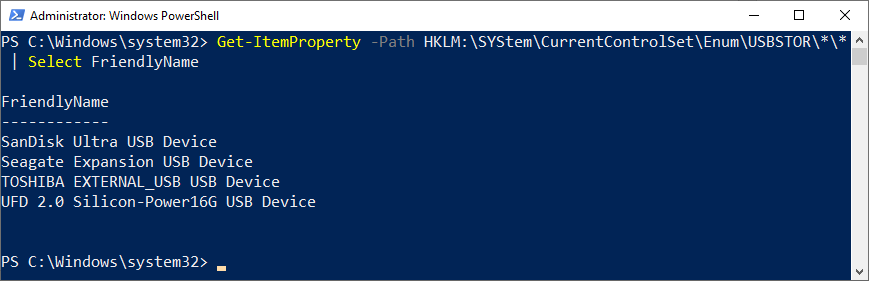 Administrator: Windows PowerShell
PS C:\Windows\system32> Get-ItemProperty -Path HKLM:\SYStem\CurrentControlSet\Enum\USBSTOR\*\*
| Select FriendlyName
FriendlyName
------------
SanDisk Ultra USB Device
Seagate Expansion USB Device
TOSHIBA EXTERNAL_USB USB Device
UFD 2.0 Silicon-Power16G USB Device
PS C:\Windows\system32>